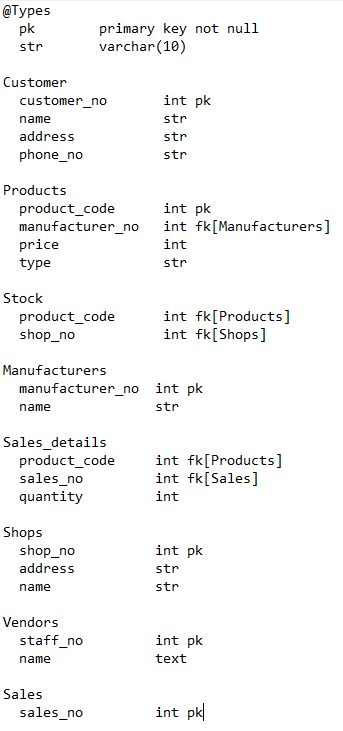 @Types
  pk        primary key not null
  str       varchar(10)

Customer
  customer_no       int pk
  name              str
  address           str
  phone_no          str

Products
  product_code      int pk
  manufacturer_no   int fk[Manufacturers]
  price             int
  type              str

Stock
  product_code      int fk[Products]
  shop_no           int fk[Shops]

Manufacturers
  manufacturer_no  int pk
  name             str

Sales_details
  product_code     int fk[Products]
  sales_no         int fk[Sales]
  quantity         int

Shops
  shop_no          int pk
  address          str
  name             str

Vendors
  staff_no         int pk
  name             text

Sales
  sales_no         int pk